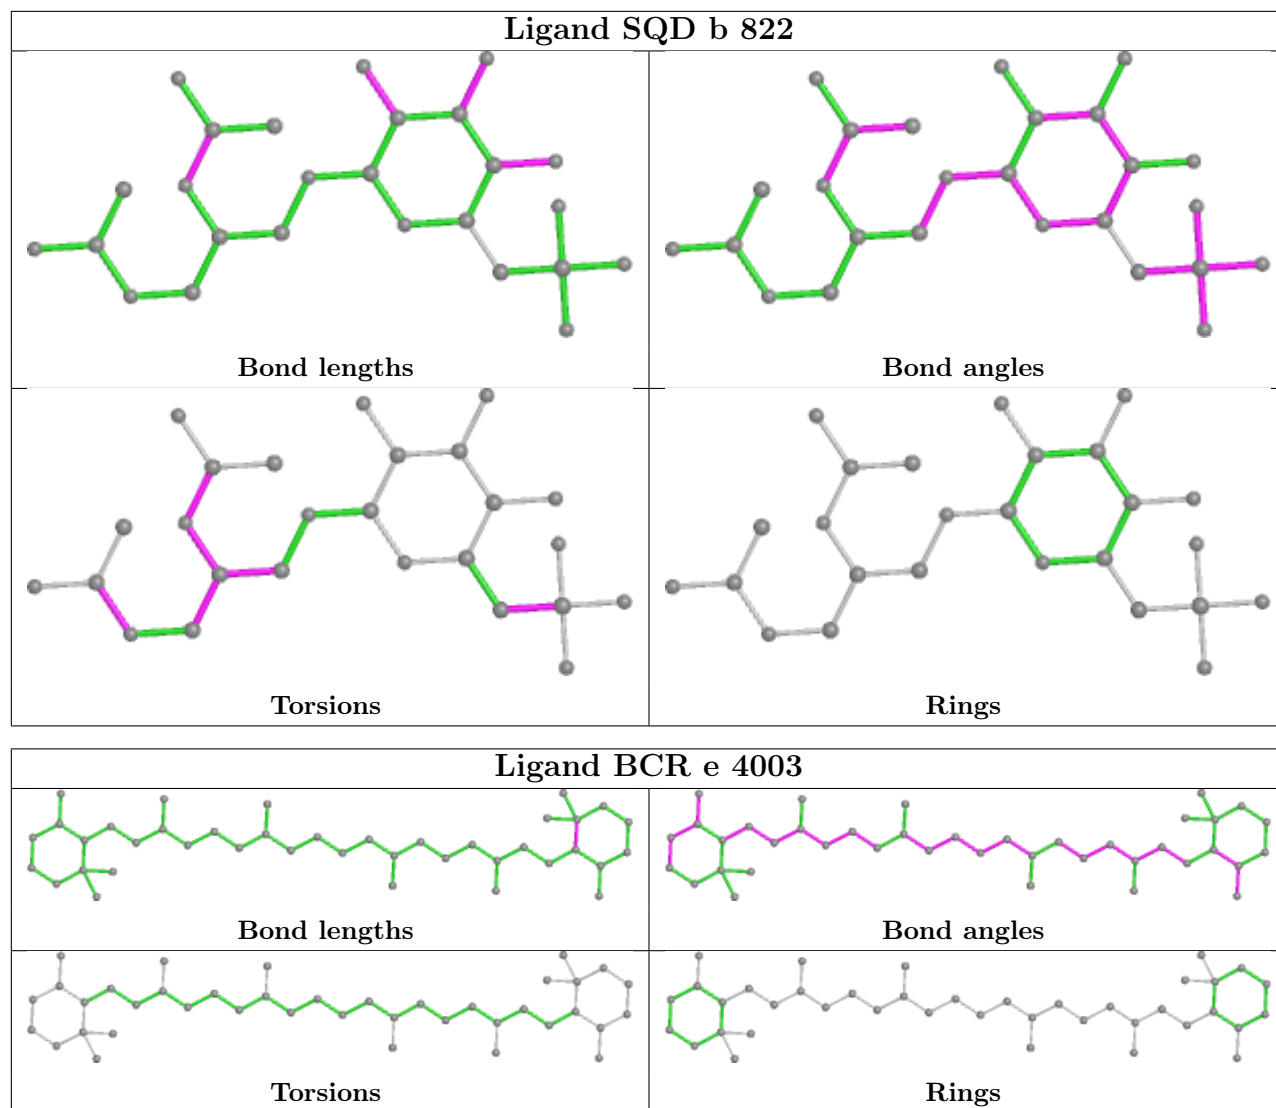 Ligand SQD b 822
Bond lengths
Bond angles
Torsions
Rings
Ligand BCR e 4003
Bond lengths
Bond angles
Torsions
Rings